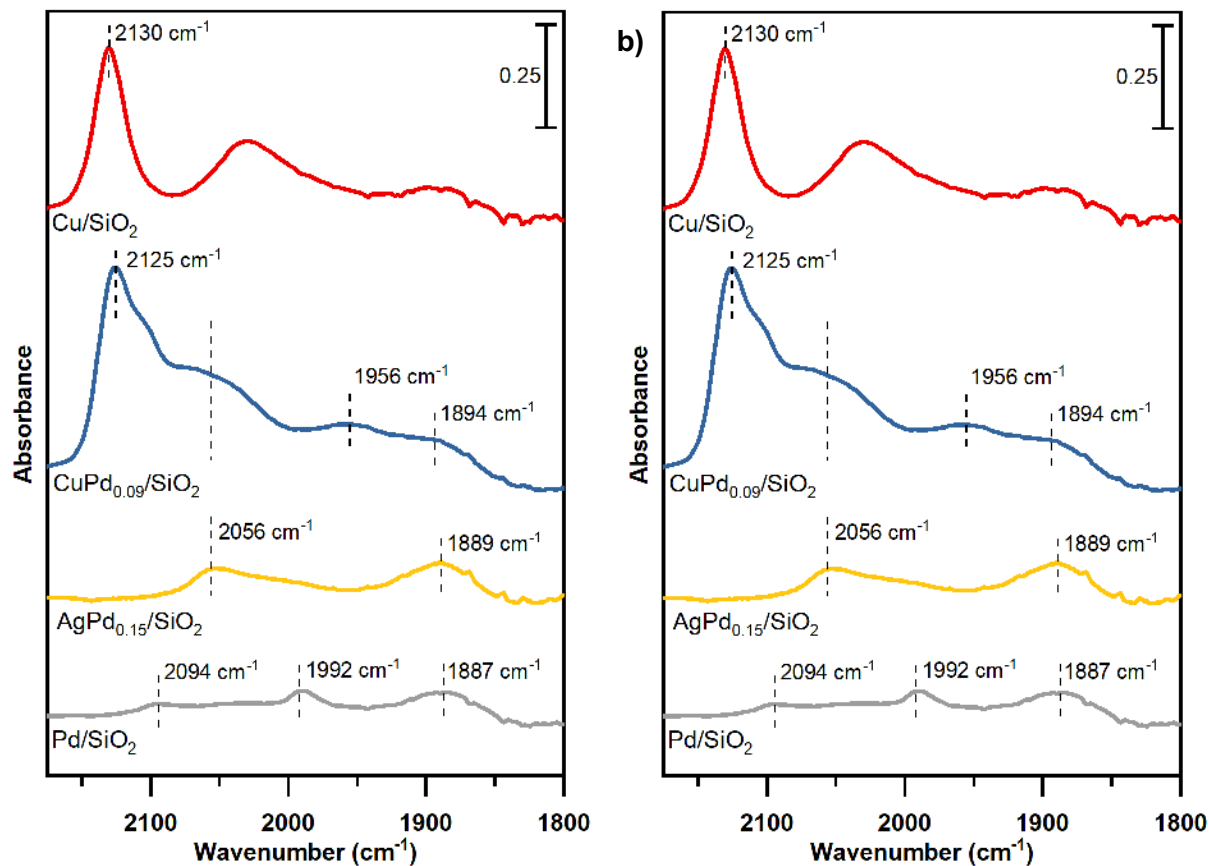 2130 cm⁻¹
0.25
Cu/SiO₂
2125 cm⁻¹
1956 cm⁻¹
1894 cm⁻¹
CuPd₀.₀₉/SiO₂
2056 cm⁻¹
1889 cm⁻¹
AgPd₀.₁₅/SiO₂
2094 cm⁻¹
1992 cm⁻¹
1887 cm⁻¹
Pd/SiO₂
Absorbance
2100
2000
1900
1800
Wavenumber (cm⁻¹)
b)
2130 cm⁻¹
0.25
Cu/SiO₂
2125 cm⁻¹
1956 cm⁻¹
1894 cm⁻¹
CuPd₀.₀₉/SiO₂
2056 cm⁻¹
1889 cm⁻¹
AgPd₀.₁₅/SiO₂
2094 cm⁻¹
1992 cm⁻¹
1887 cm⁻¹
Pd/SiO₂
Absorbance
2100
2000
1900
1800
Wavenumber (cm⁻¹)